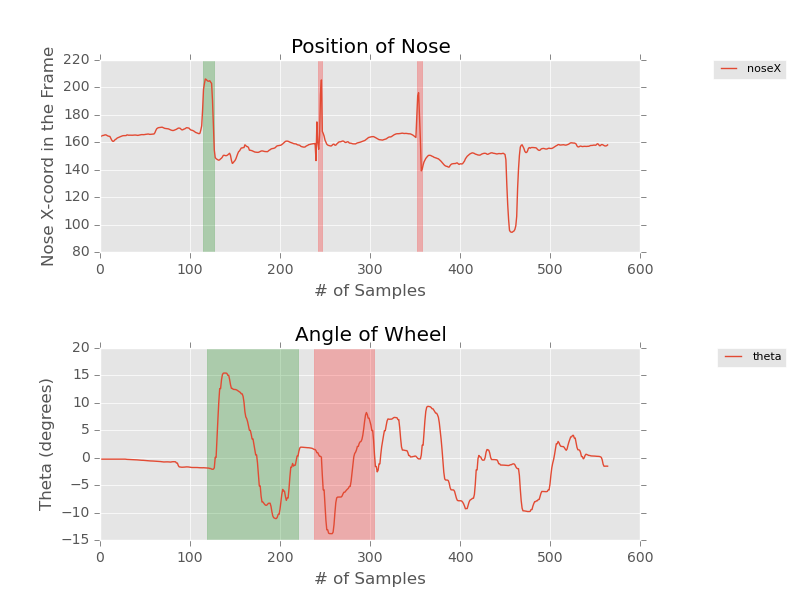 Position of Nose
Nose X-coord in the Frame
220
200
180
160
140
120
100
80
0 100 200 300 400 500 600
# of Samples
noseX
Angle of Wheel
Theta (degrees)
20
15
10
5
0
−5
−10
−15
0 100 200 300 400 500 600
# of Samples
theta